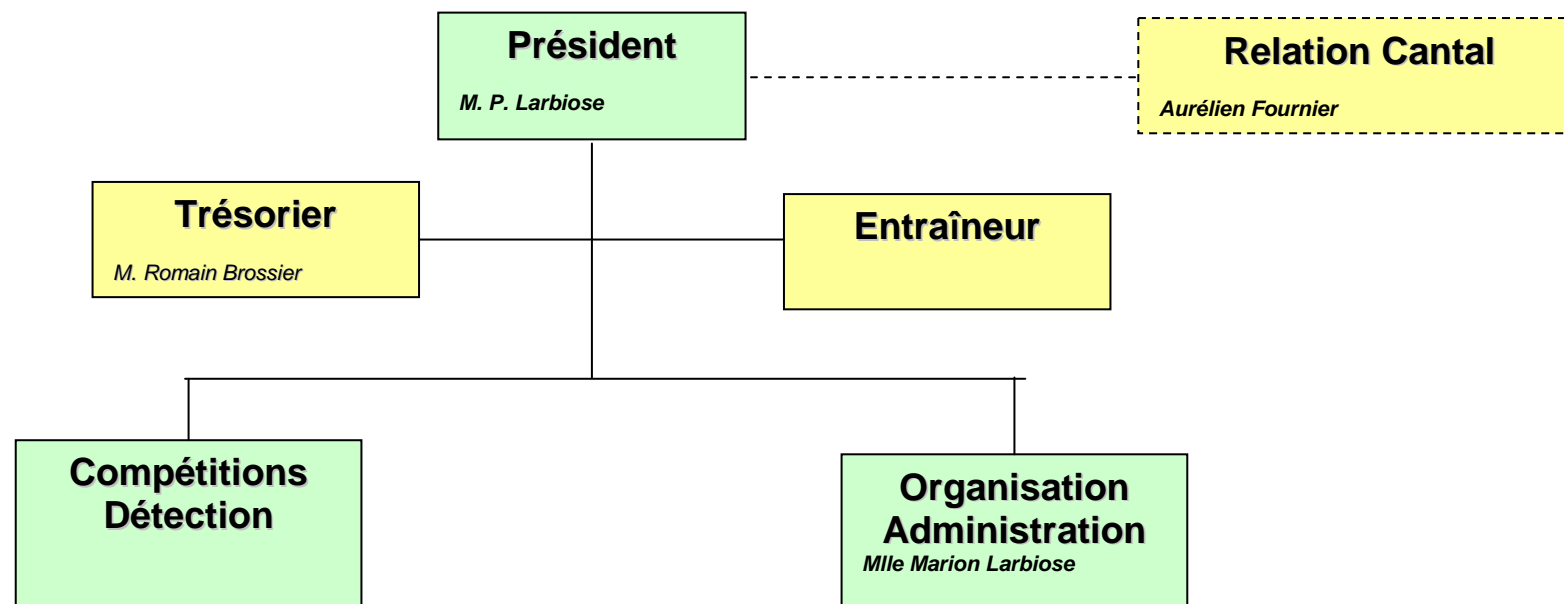 Président
M. P. Larbiose
Relation Cantal
Aurélien Fournier
Trésorier
M. Romain Brossier
Entraîneur
Compétitions
Détection
Organisation
Administration
Mlle Marion Larbiose